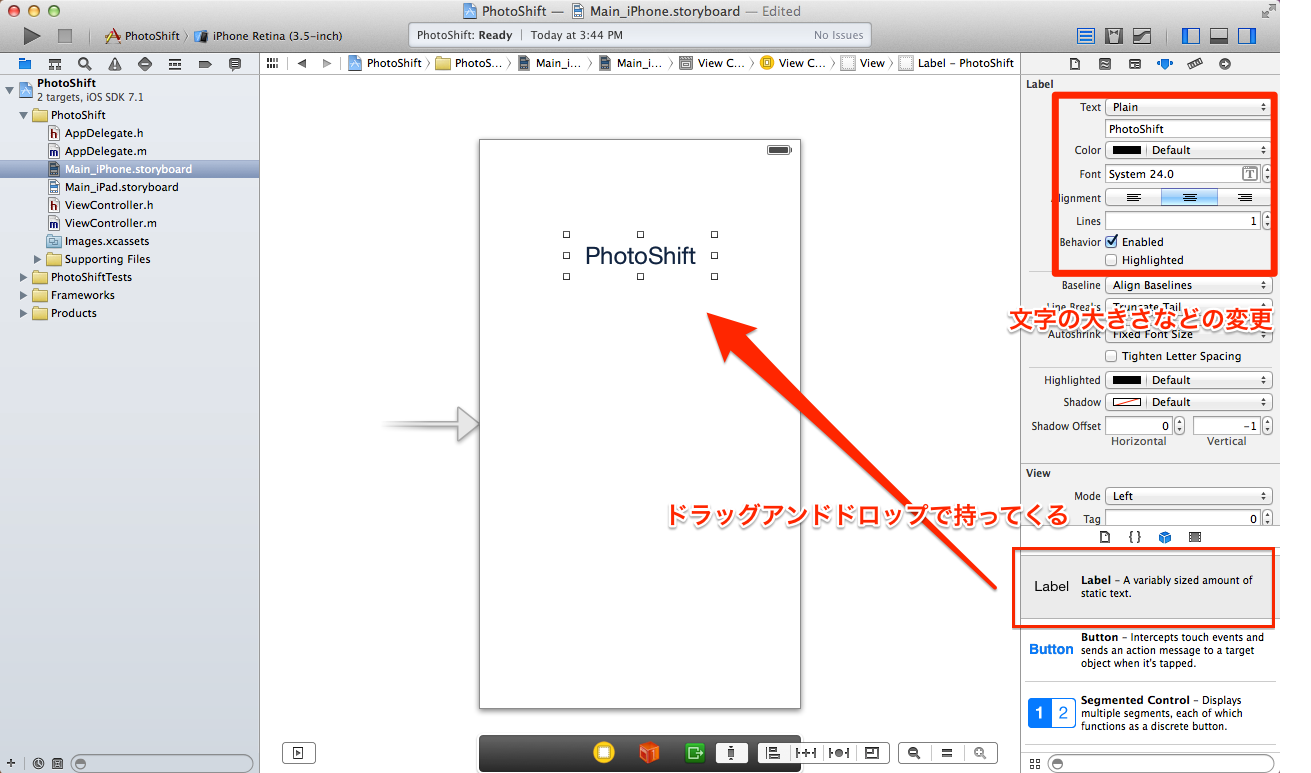 PhotoShift — Main_iPhone.storyboard — Edited
PhotoShift iPhone Retina (3.5-inch)
PhotoShift: Ready Today at 3:44 PM No Issues
PhotoShift PhotoS... Main_i... Main_i... View C... View C... View Label – PhotoShift
PhotoShift
2 targets, iOS SDK 7.1
PhotoShift
AppDelegate.h
AppDelegate.m
Main_iPhone.storyboard
Main_iPad.storyboard
ViewController.h
ViewController.m
Images.xcassets
Supporting Files
PhotoShiftTests
Frameworks
Products
PhotoShift
ドラッグアンドドロップで持ってくる
Label
Text Plain
PhotoShift
Color Default
Font System 24.0
Alignment
Lines 1
Behavior Enabled
Highlighted
Baseline Align Baselines
Line Breaks Truncate Tail
文字の大きさなどの変更
Autoshrink Fixed Font Size
Tighten Letter Spacing
Highlighted Default
Shadow Default
Shadow Offset 0 -1
Horizontal Vertical
View
Mode Left
Tag 0
Label
Label – A variably sized amount of
static text.
Button
Button – Intercepts touch events and
sends an action message to a target
object when it's tapped.
1 2
Segmented Control – Displays
multiple segments, each of which
functions as a discrete button.